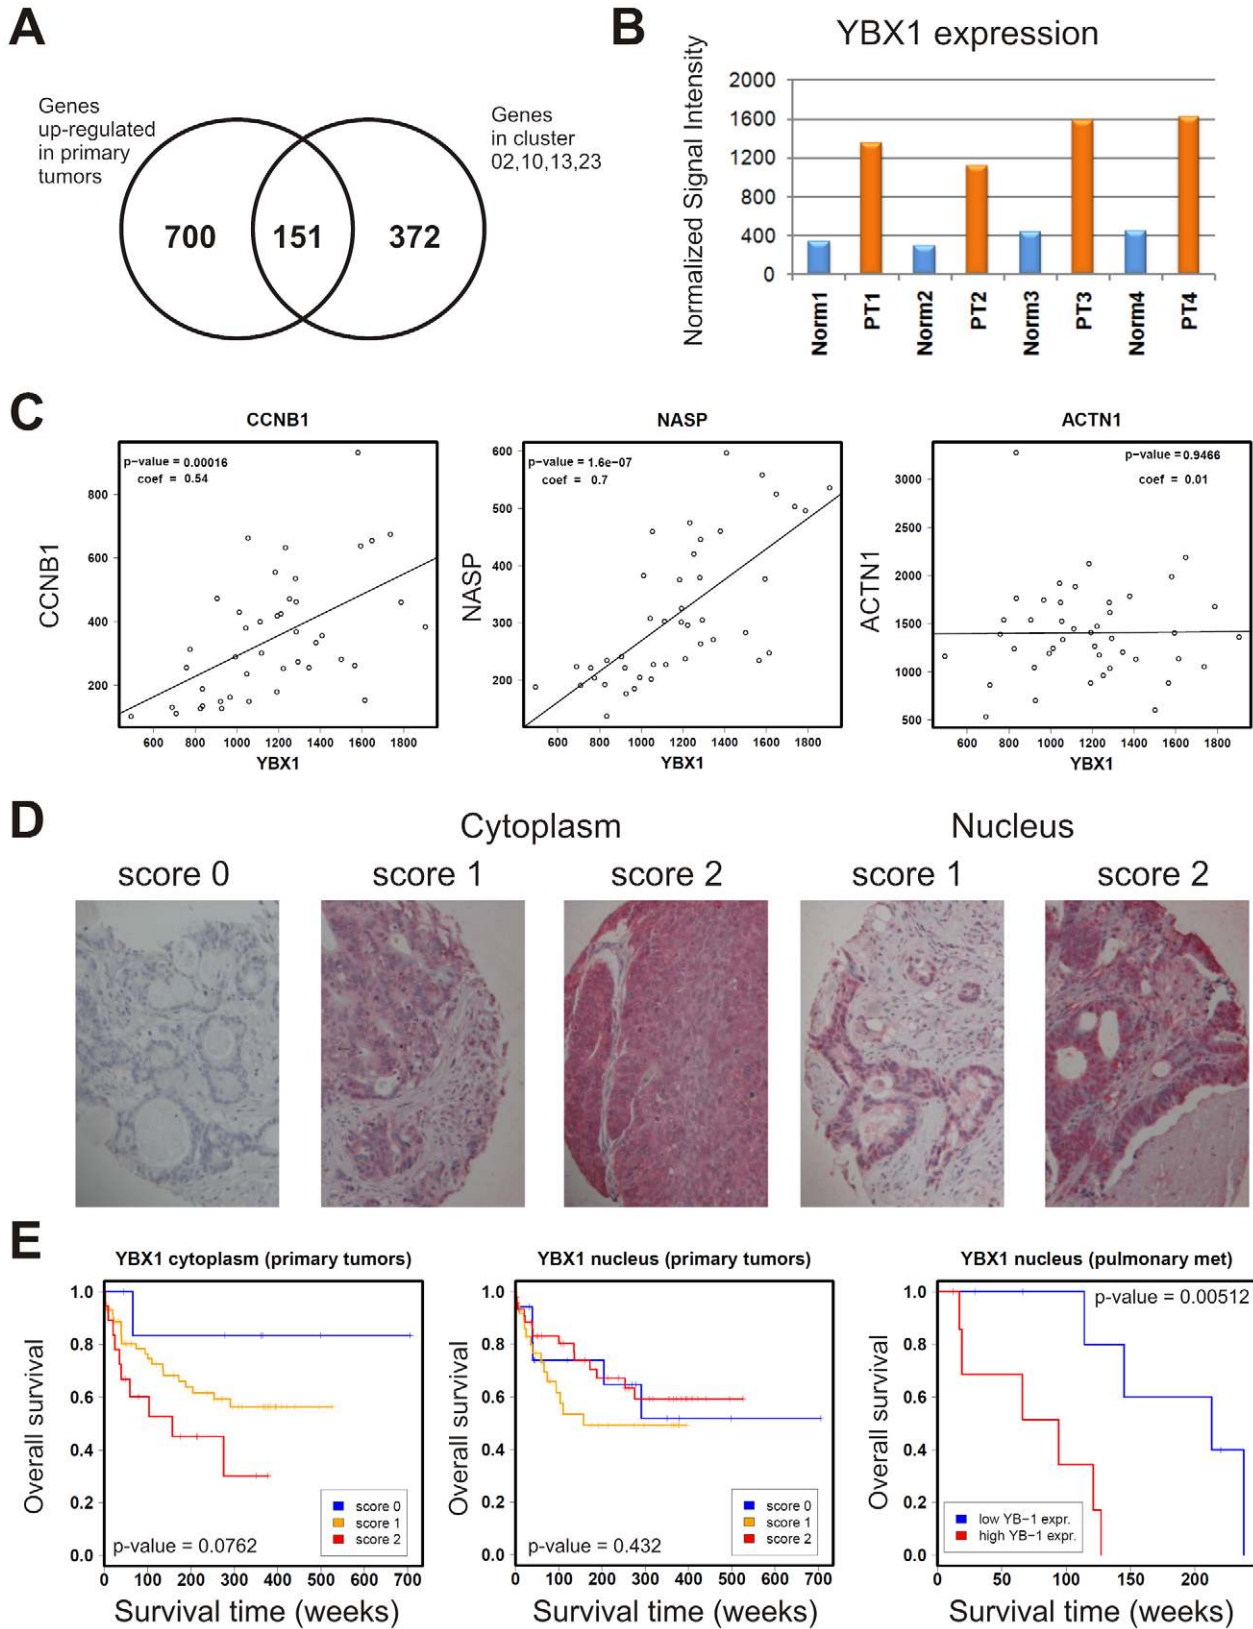 A
Genes
up-regulated
in primary
tumors
Genes
in cluster
02,10,13,23
700
151
372
B
YBX1 expression
Normalized Signal Intensity
2000
1600
1200
800
400
0
Norm1
PT1
Norm2
PT2
Norm3
PT3
Norm4
PT4
C
CCNB1
p-value = 0.00016
coef = 0.54
CCNB1
800
600
400
200
600 800 1000 1200 1400 1600 1800
YBX1
NASP
p-value = 1.6e-07
coef = 0.7
NASP
600
500
400
300
200
600 800 1000 1200 1400 1600 1800
YBX1
ACTN1
p-value = 0.9466
coef = 0.01
ACTN1
3000
2500
2000
1500
1000
500
600 800 1000 1200 1400 1600 1800
YBX1
D
Cytoplasm
Nucleus
score 0
score 1
score 2
score 1
score 2
E
YBX1 cytoplasm (primary tumors)
Overall survival
1.0
0.8
0.6
0.4
0.2
0.0
score 0
score 1
score 2
p-value = 0.0762
0 100 200 300 400 500 600 700
Survival time (weeks)
YBX1 nucleus (primary tumors)
Overall survival
1.0
0.8
0.6
0.4
0.2
0.0
score 0
score 1
score 2
p-value = 0.432
0 100 200 300 400 500 600 700
Survival time (weeks)
YBX1 nucleus (pulmonary met)
p-value = 0.00512
Overall survival
1.0
0.8
0.6
0.4
0.2
0.0
low YB-1 expr.
high YB-1 expr.
0 50 100 150 200
Survival time (weeks)